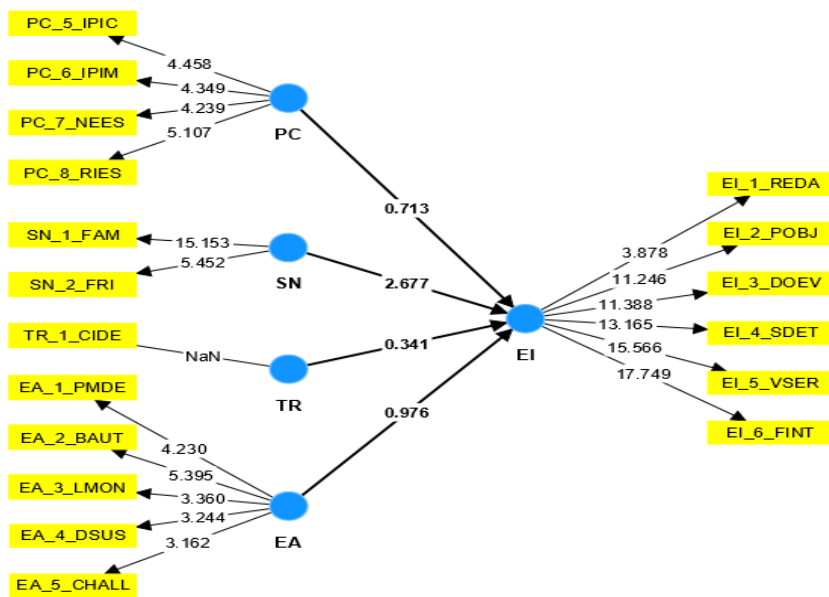 PC_5_IPIC
4.458
PC_6_IPIM
4.349
PC_7_NEES
4.239
PC_8_RIES
5.107
PC
0.713
SN_1_FAM
15.153
SN_2_FRI
5.452
SN
2.677
TR_1_CIDE
NaN
TR
0.341
EA_1_PMDE
4.230
EA_2_BAUT
5.395
EA_3_LMON
3.360
EA_4_DSUS
3.244
EA_5_CHALL
3.162
EA
0.976
EI
EI_1_REDA
3.878
EI_2_POBJ
11.246
EI_3_DOEV
11.388
EI_4_SDET
13.165
EI_5_VSER
15.566
EI_6_FINT
17.749